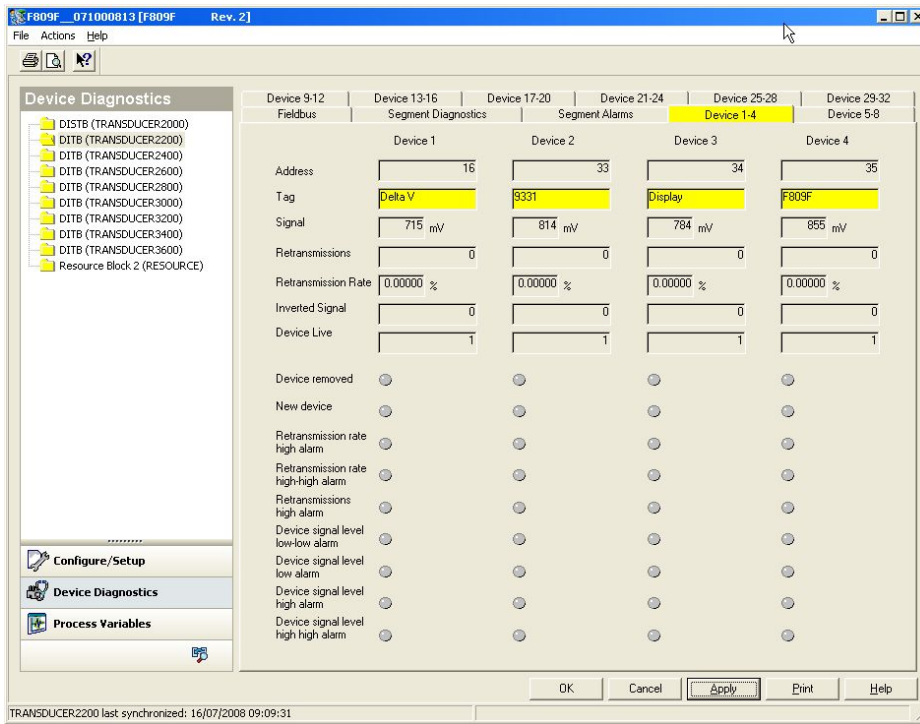 F809F__071000813 [F809F Rev. 2]
File Actions Help
Device Diagnostics
DISTB (TRANSDUCER2000)
DITB (TRANSDUCER2200)
DITB (TRANSDUCER2400)
DITB (TRANSDUCER2600)
DITB (TRANSDUCER2800)
DITB (TRANSDUCER3000)
DITB (TRANSDUCER3200)
DITB (TRANSDUCER3400)
DITB (TRANSDUCER3600)
Resource Block 2 (RESOURCE)
Configure/Setup
Device Diagnostics
Process Variables
Device 9-12 Device 13-16 Device 17-20 Device 21-24 Device 25-28 Device 29-32
Fieldbus Segment Diagnostics Segment Alarms Device 1-4 Device 5-8
Device 1 Device 2 Device 3 Device 4
Address 16 33 34 35
Tag Delta V 9331 Display F809F
Signal 715 mV 814 mV 784 mV 855 mV
Retransmissions 0 0 0 0
Retransmission Rate 0.00000 % 0.00000 % 0.00000 % 0.00000 %
Inverted Signal 0 0 0 0
Device Live 1 1 1 1
Device removed
New device
Retransmission rate
high alarm
Retransmission rate
high-high alarm
Retransmissions
high alarm
Device signal level
low-low alarm
Device signal level
low alarm
Device signal level
high alarm
Device signal level
high high alarm
OK Cancel Apply Print Help
TRANSDUCER2200 last synchronized: 16/07/2008 09:09:31